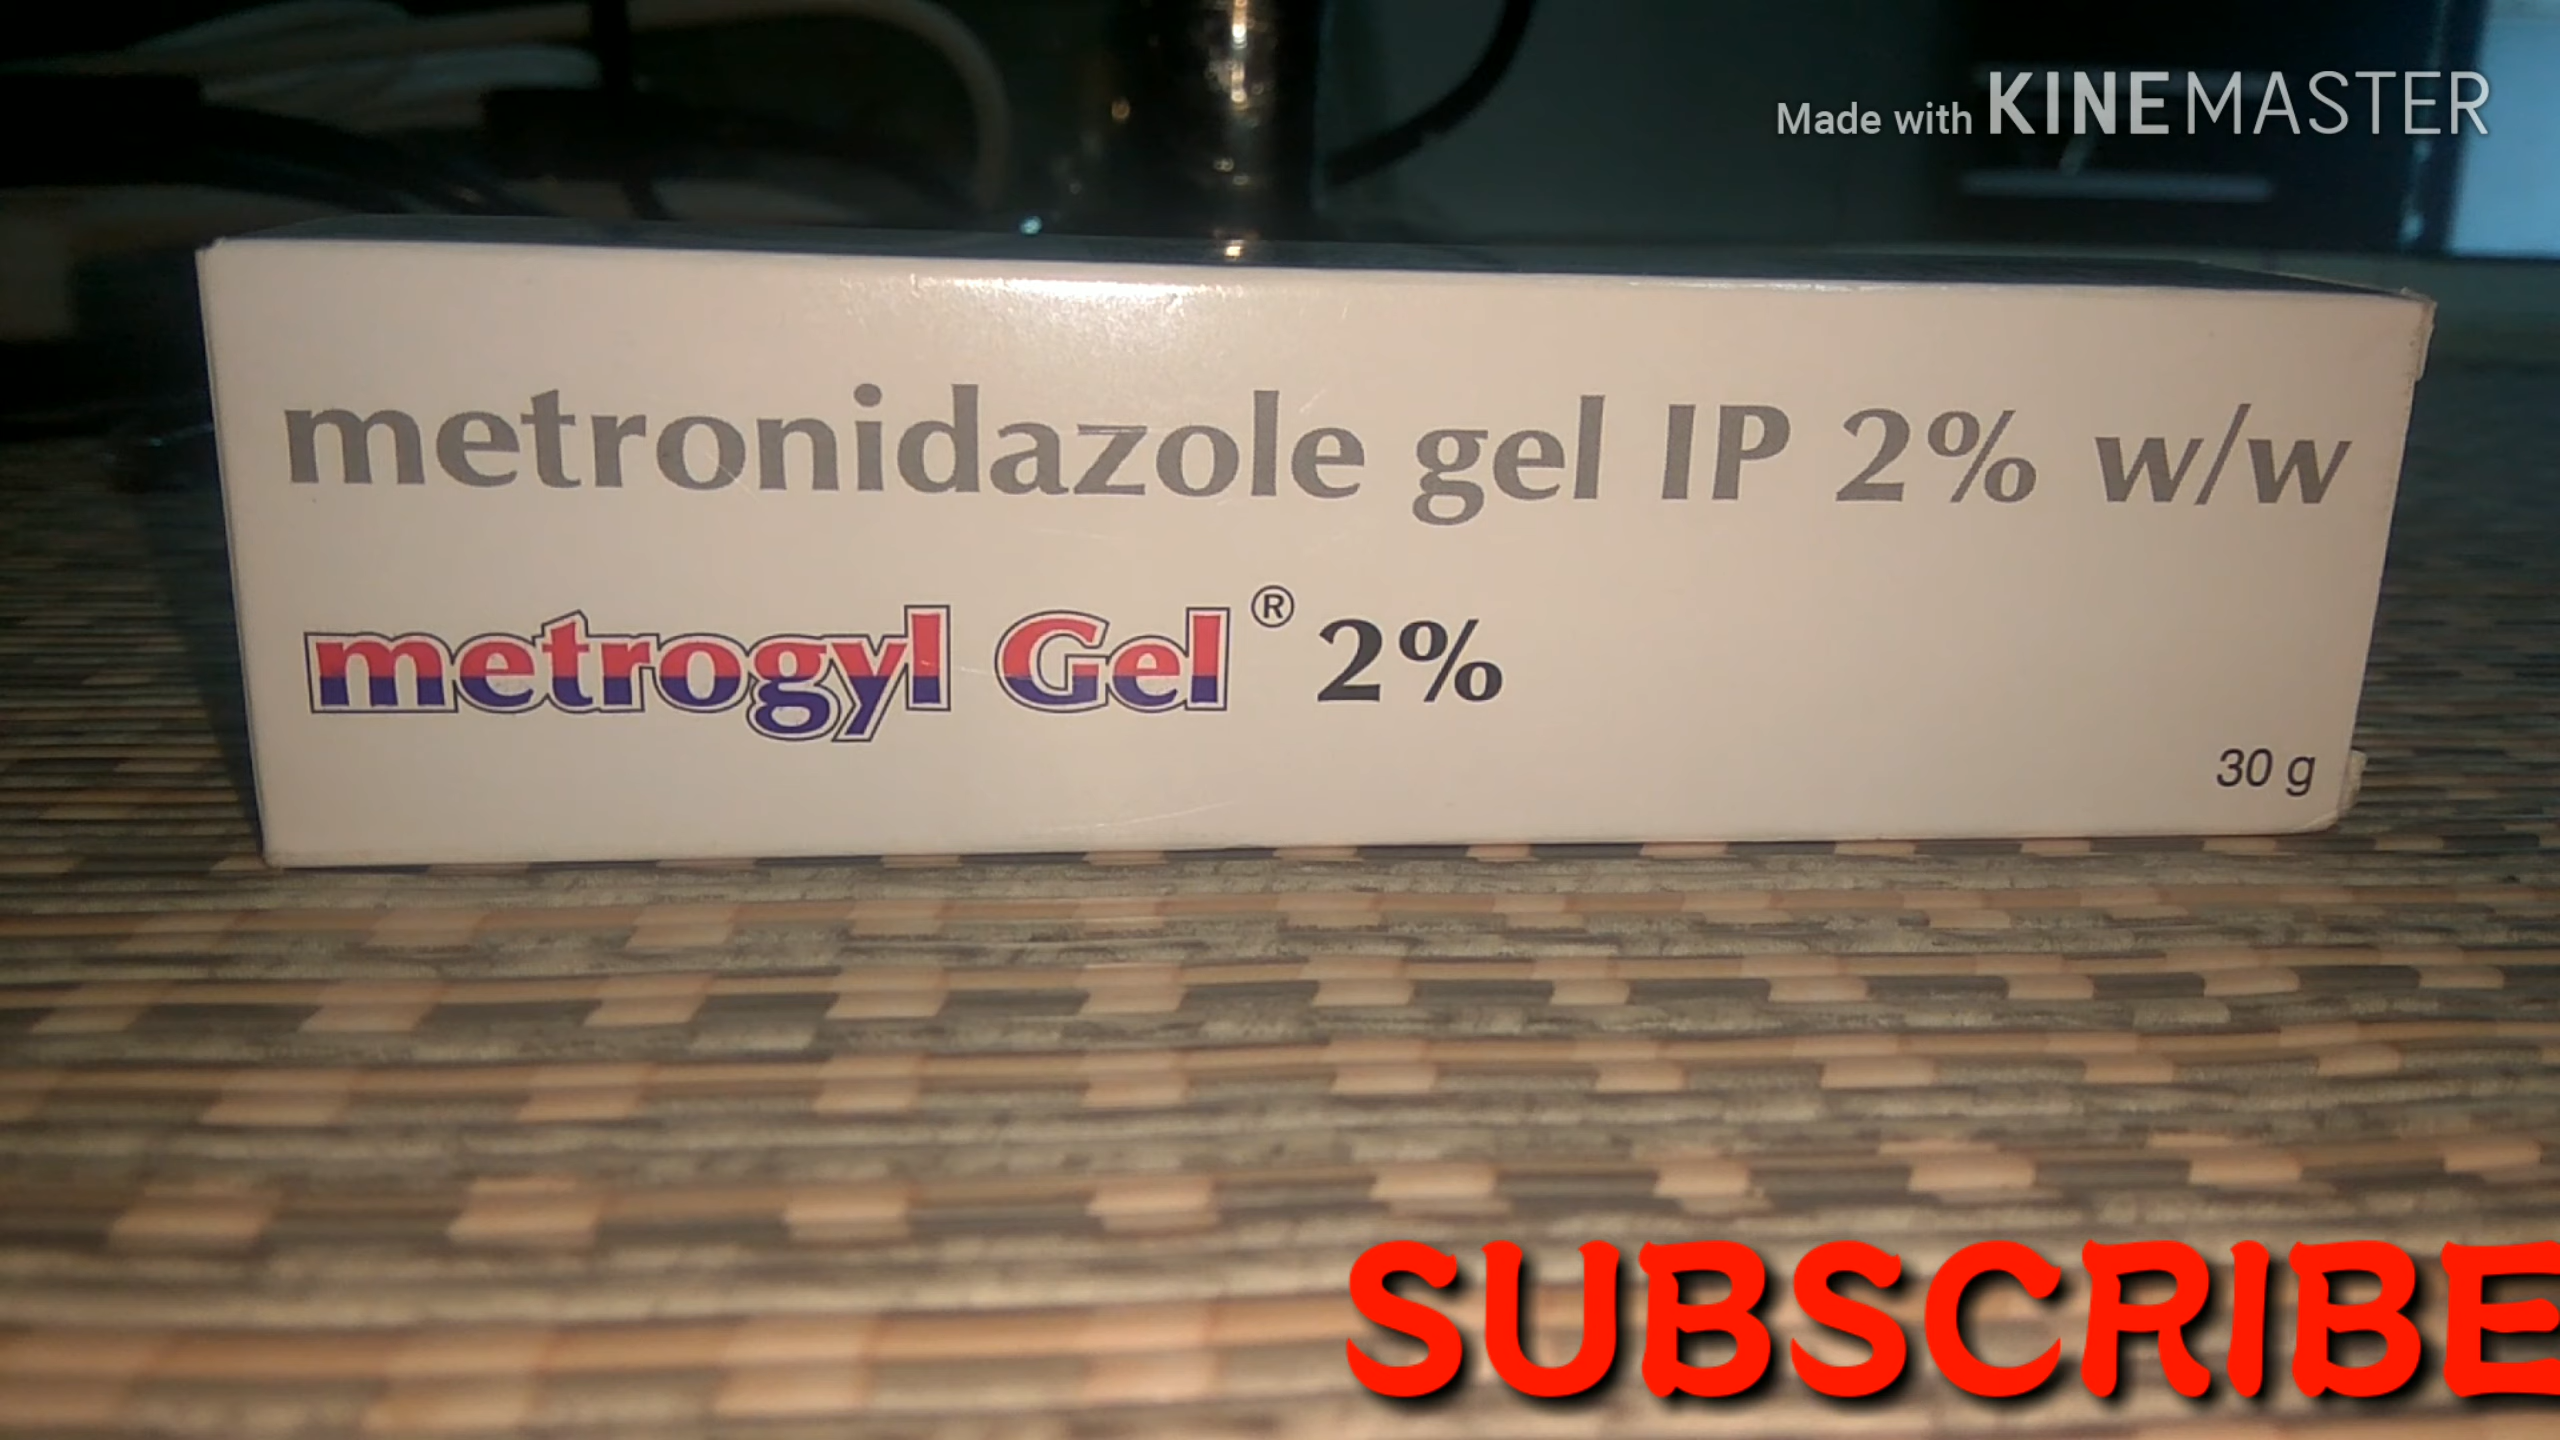 Made with KINEMASTER
metronidazole gel IP 2% w/w
metrogyl Gel® 2%
30 g
SUBSCRIBE